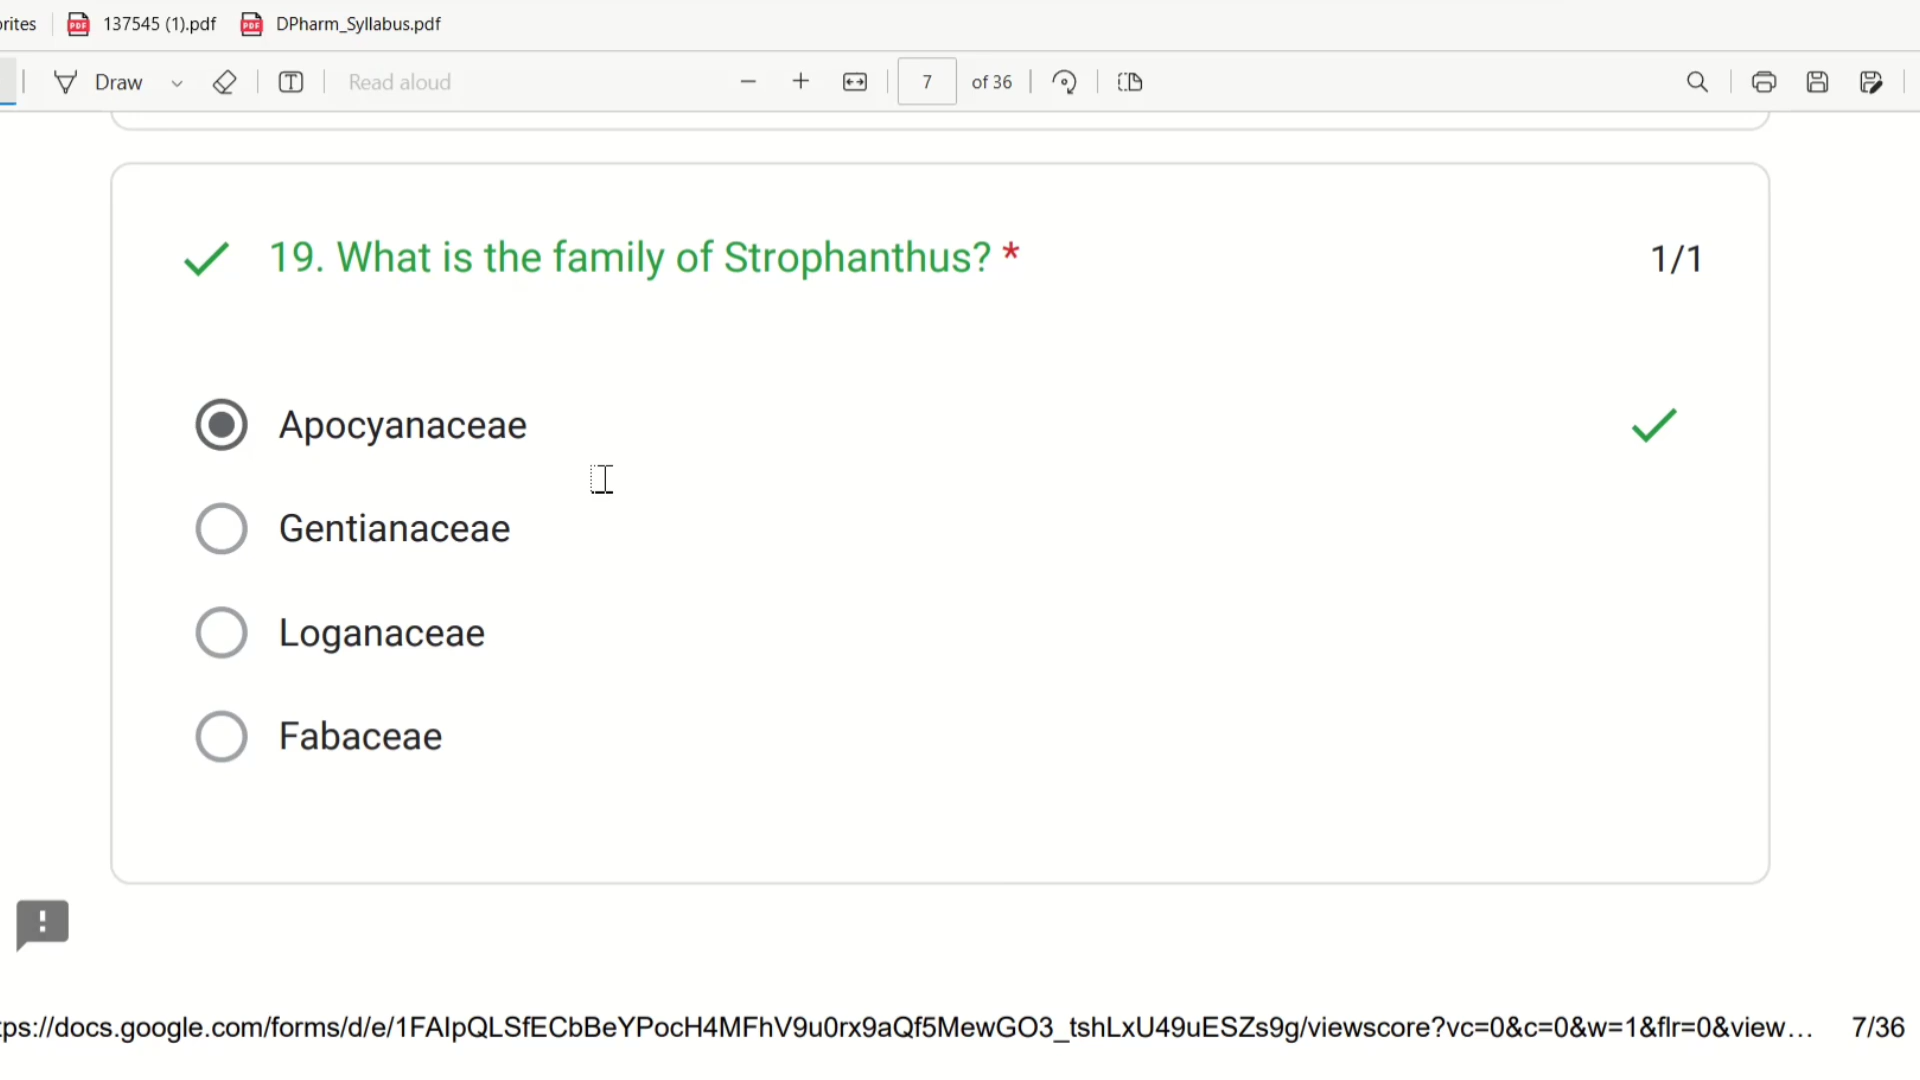 rites 137545 (1).pdf DPharm_Syllabus.pdf
Draw Read aloud 7 of 36
19. What is the family of Strophanthus? * 1/1
Apocyanaceae
Gentianaceae
Loganaceae
Fabaceae
tps://docs.google.com/forms/d/e/1FAIpQLSfECbBeYPocH4MFhV9u0rx9aQf5MewGO3_tshLxU49uESZs9g/viewscore?vc=0&c=0&w=1&flr=0&view... 7/36